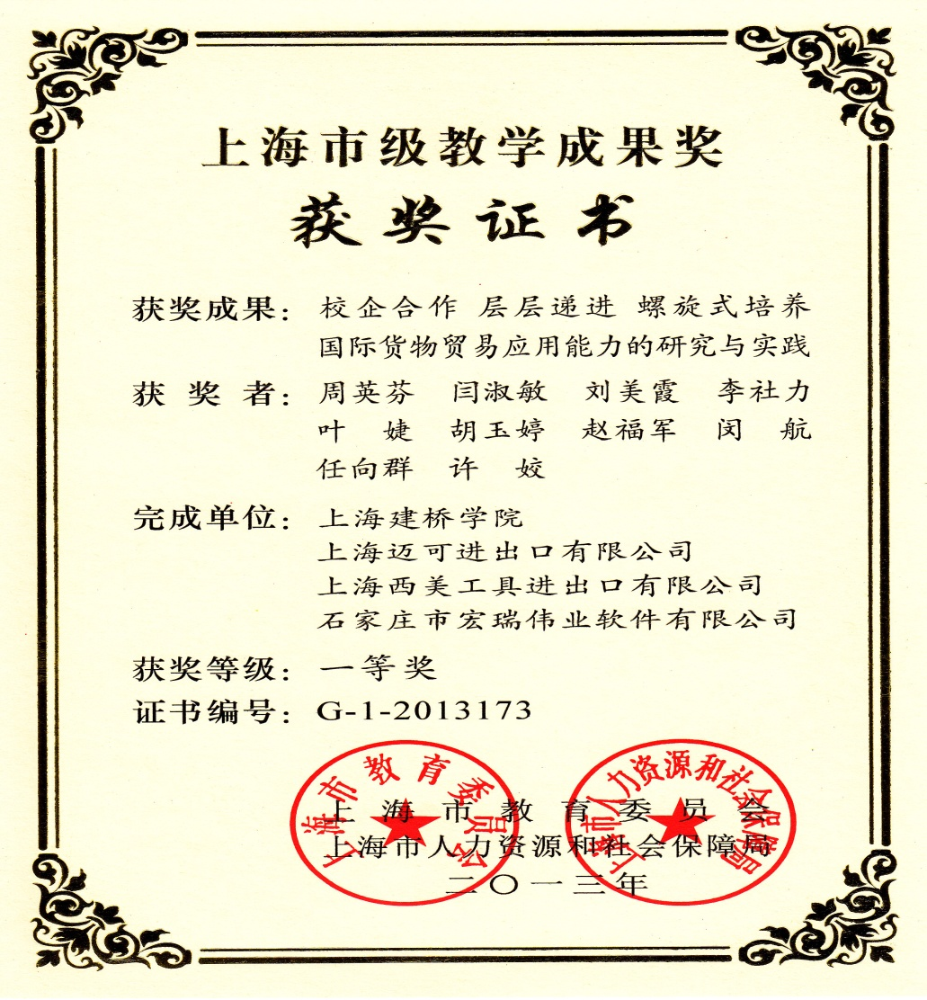 上海市级教学成果奖
获奖证书
获奖成果：校企合作 层层递进 螺旋式培养
国际货物贸易应用能力的研究与实践
获奖者：周英芬 闫淑敏 刘美霞 李社力
叶婕 胡玉婷 赵福军 闵航
任向群 许姣
完成单位：上海建桥学院
上海迈可进出口有限公司
上海西美工具进出口有限公司
石家庄市宏瑞伟业软件有限公司
获奖等级：一等奖
证书编号：G-1-2013173
上海市教育委员会
上海市人力资源和社会保障局
上海市教育委员会
上海市人力资源和社会保障局
二〇一三年